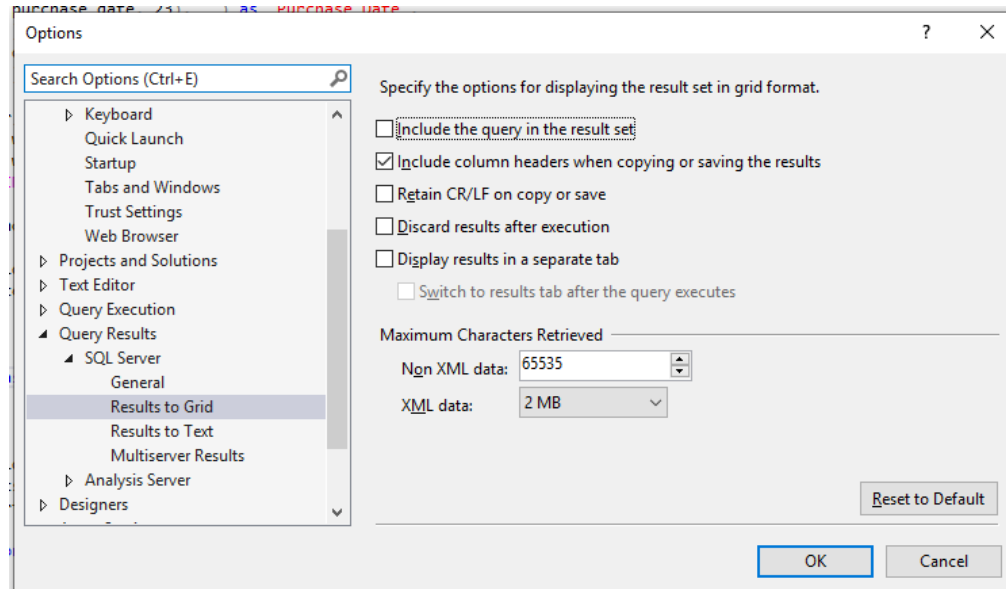 purchase_date, 23), ) as 'Purchase Date',
Options
?
Search Options (Ctrl+E)
Keyboard
Quick Launch
Startup
Tabs and Windows
Trust Settings
Web Browser
Projects and Solutions
Text Editor
Query Execution
Query Results
SQL Server
General
Results to Grid
Results to Text
Multiserver Results
Analysis Server
Designers
Specify the options for displaying the result set in grid format.
Include the query in the result set
Include column headers when copying or saving the results
Retain CR/LF on copy or save
Discard results after execution
Display results in a separate tab
Switch to results tab after the query executes
Maximum Characters Retrieved
Non XML data: 65535
XML data: 2 MB
Reset to Default
OK Cancel